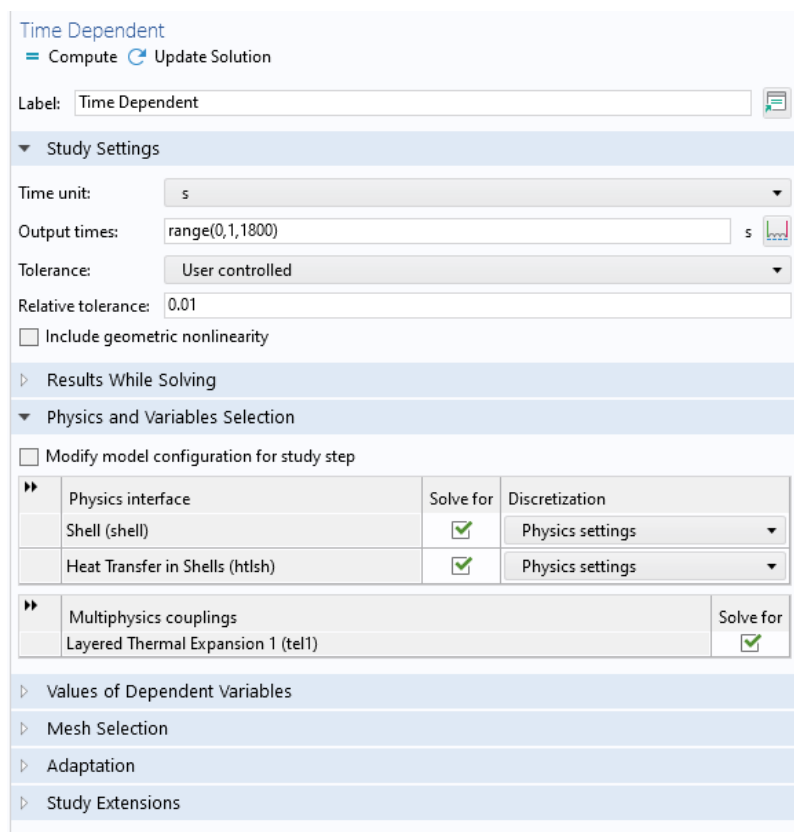 Time Dependent
= Compute Update Solution
Label: Time Dependent
Study Settings
Time unit: s
Output times: range(0,1,1800) s
Tolerance: User controlled
Relative tolerance: 0.01
Include geometric nonlinearity
Results While Solving
Physics and Variables Selection
Modify model configuration for study step
Physics interface Solve for Discretization
Shell (shell) Physics settings
Heat Transfer in Shells (htlsh) Physics settings
Multiphysics couplings Solve for
Layered Thermal Expansion 1 (tel1)
Values of Dependent Variables
Mesh Selection
Adaptation
Study Extensions